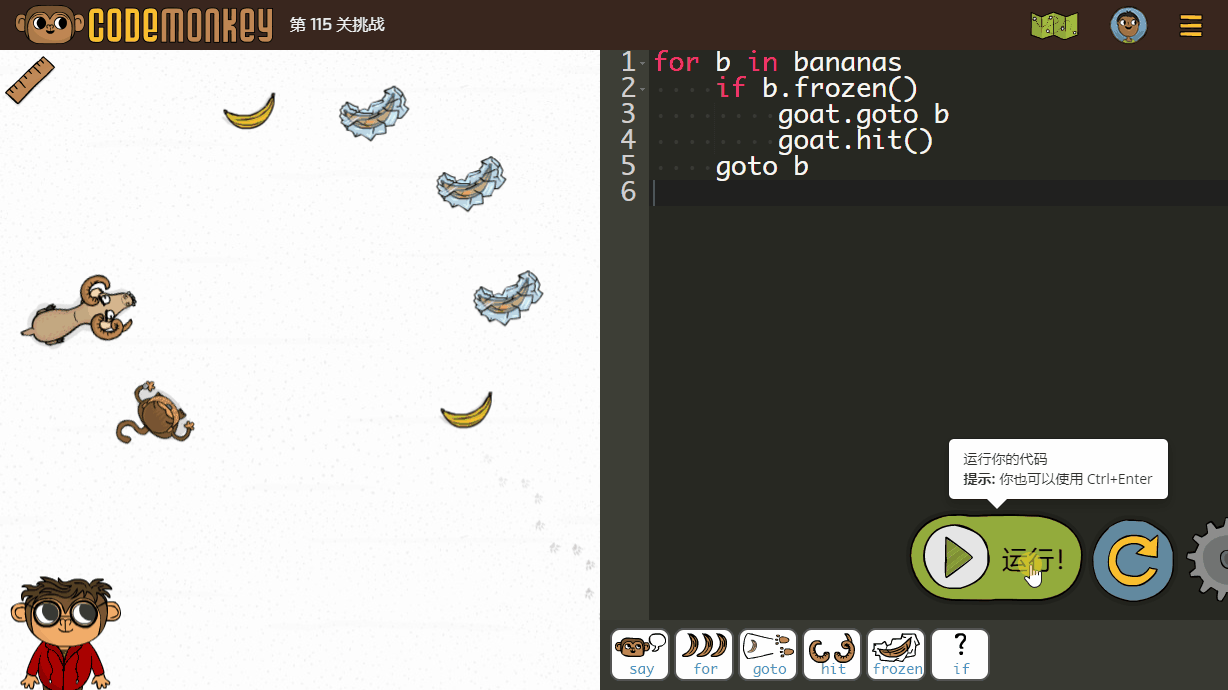 CODEMONKEY 第 115 关挑战
1 for b in bananas
2 if b.frozen()
3 goat.goto b
4 goat.hit()
5 goto b
6
运行你的代码
提示: 你也可以使用 Ctrl+Enter
运行!
say for goto hit frozen if